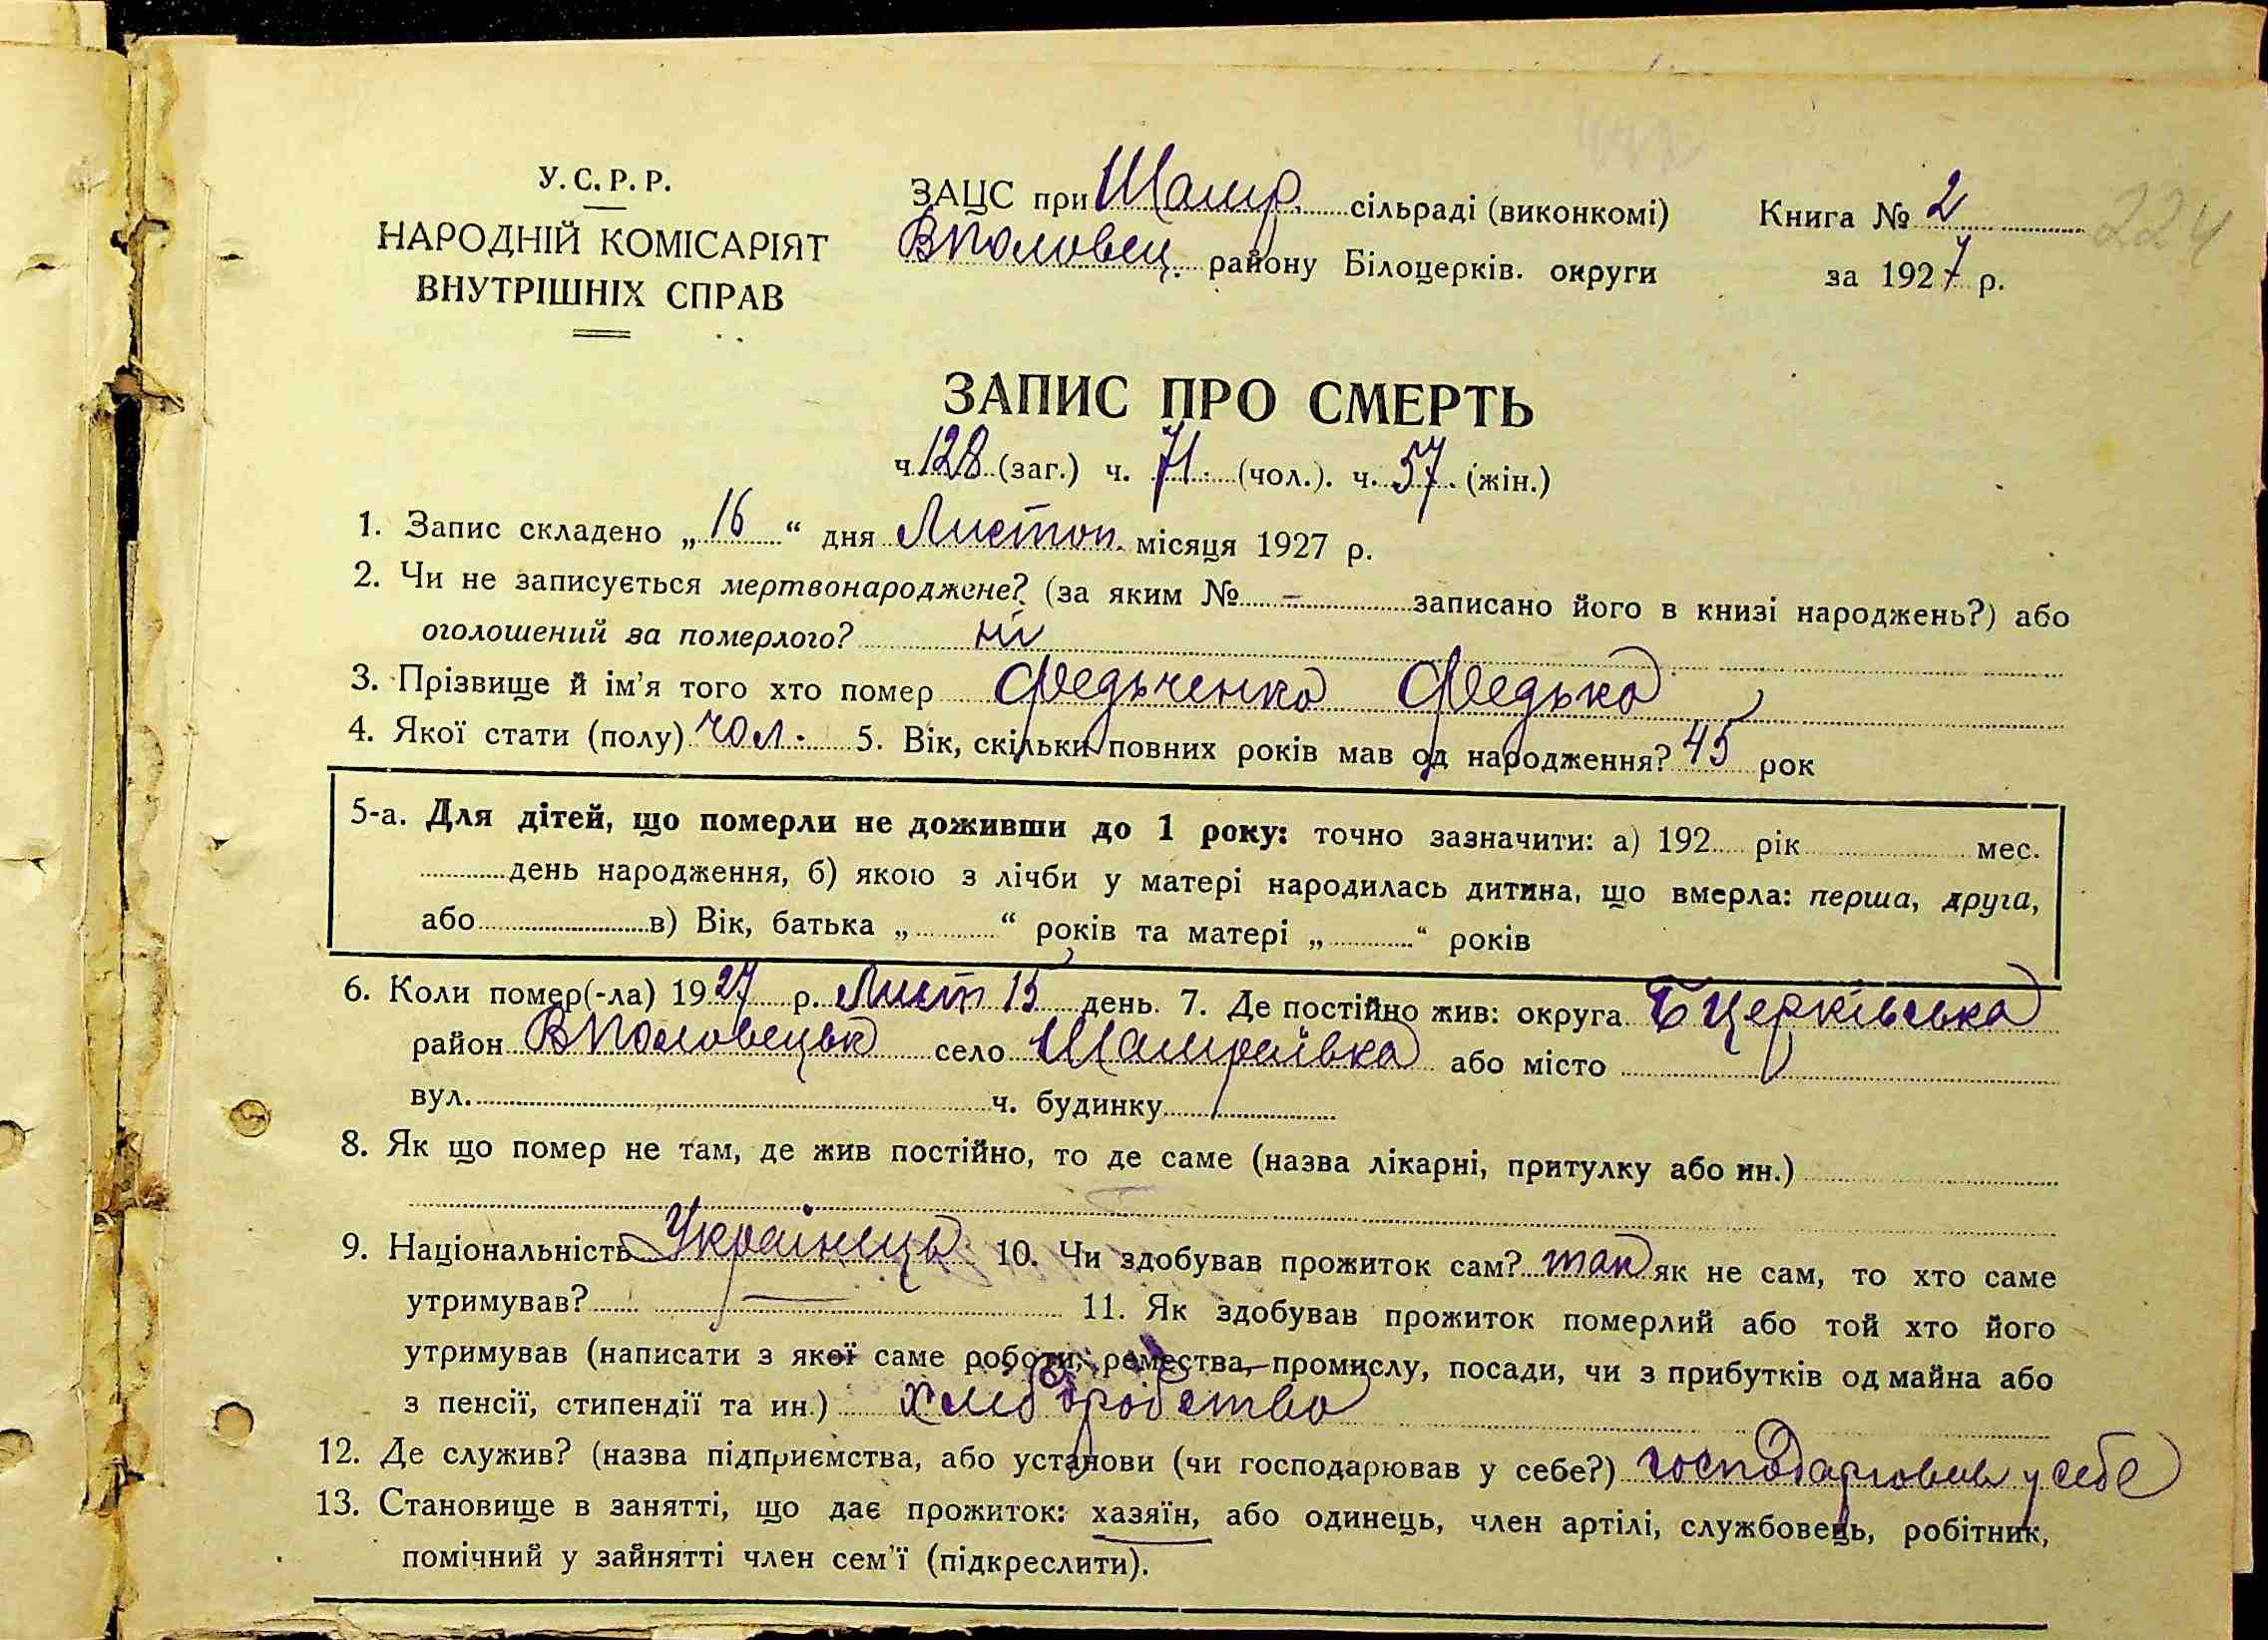 224
У. С. Р. Р.
НАРОДНІЙ КОМІСАРІЯТ
ВНУТРІШНІХ СПРАВ
ЗАЦС при Шамр. сільраді (виконкомі)
ВПоловец. району Білоцерків. округи
Книга № 2
за 1927 р.
ЗАПИС ПРО СМЕРТЬ
ч. 128 (заг.) ч. 71. (чол.). ч. 57. (жін.)
1. Запис складено „ 16 “ дня Листоп. місяця 1927 р.
2. Чи не записується мертвонароджене? (за яким № – записано його в книзі народжень?) або
оголошений за померлого? ні
3. Прізвище й ім’я того хто помер Федьченко Федько
4. Якої стати (полу) чол. 5. Вік, скільки повних років мав од народження? 45 рок
5-а. Для дітей, що померли не доживши до 1 року: точно зазначити: а) 192 рік мес.
день народження, б) якою з лічби у матері народилась дитина, що вмерла: перша, друга,
або в) Вік, батька „ “ років та матері „ “ років
6. Коли помер(-ла) 1927 р. Лист 15 день. 7. Де постійно жив: округа БЦерківська
район ВПоловецьк село Шамраївка або місто
вул. ч. будинку
8. Як що помер не там, де жив постійно, то де саме (назва лікарні, притулку або ин.)
9. Національність Українець 10. Чи здобував прожиток сам? так як не сам, то хто саме
утримував? — 11. Як здобував прожиток померлий або той хто його
утримував (написати з якої саме роботи, ремества, промислу, посади, чи з прибутків од майна або
з пенсії, стипендії та ин.) хліборобство
12. Де служив? (назва підприємства, або установи (чи господарював у себе?) господарював у себе
13. Становище в занятті, що дає прожиток: хазяїн, або одинець, член артілі, службовець, робітник,
помічний у зайнятті член сем’ї (підкреслити).